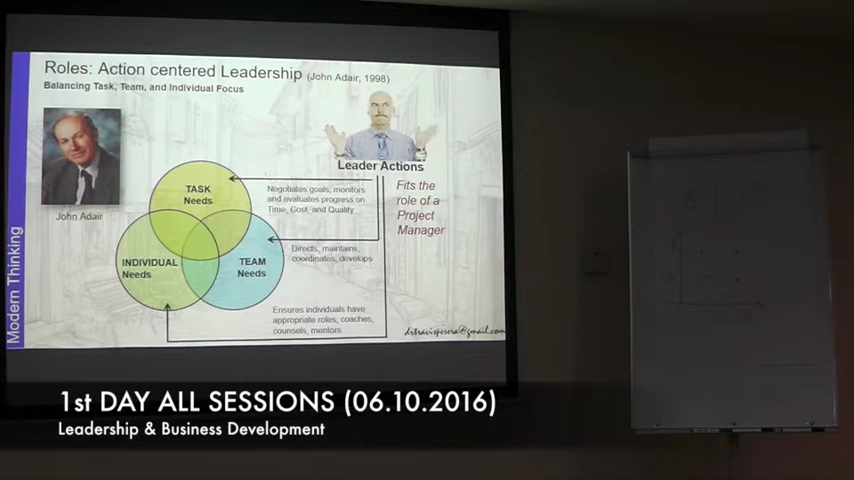 Roles: Action centered Leadership (John Adair, 1998)
Balancing Task, Team, and Individual Focus
Modern Thinking
John Adair
Leader Actions
Fits the
role of a
Project
Manager
TASK
Needs
Negotiates goals, monitors
and evaluates progress on
Time, Cost, and Quality
INDIVIDUAL
Needs
TEAM
Needs
Directs, maintains,
coordinates, develops
Ensures individuals have
appropriate roles, coaches,
counsels, mentors
drtravisperera@gmail.com
1st DAY ALL SESSIONS (06.10.2016)
Leadership & Business Development